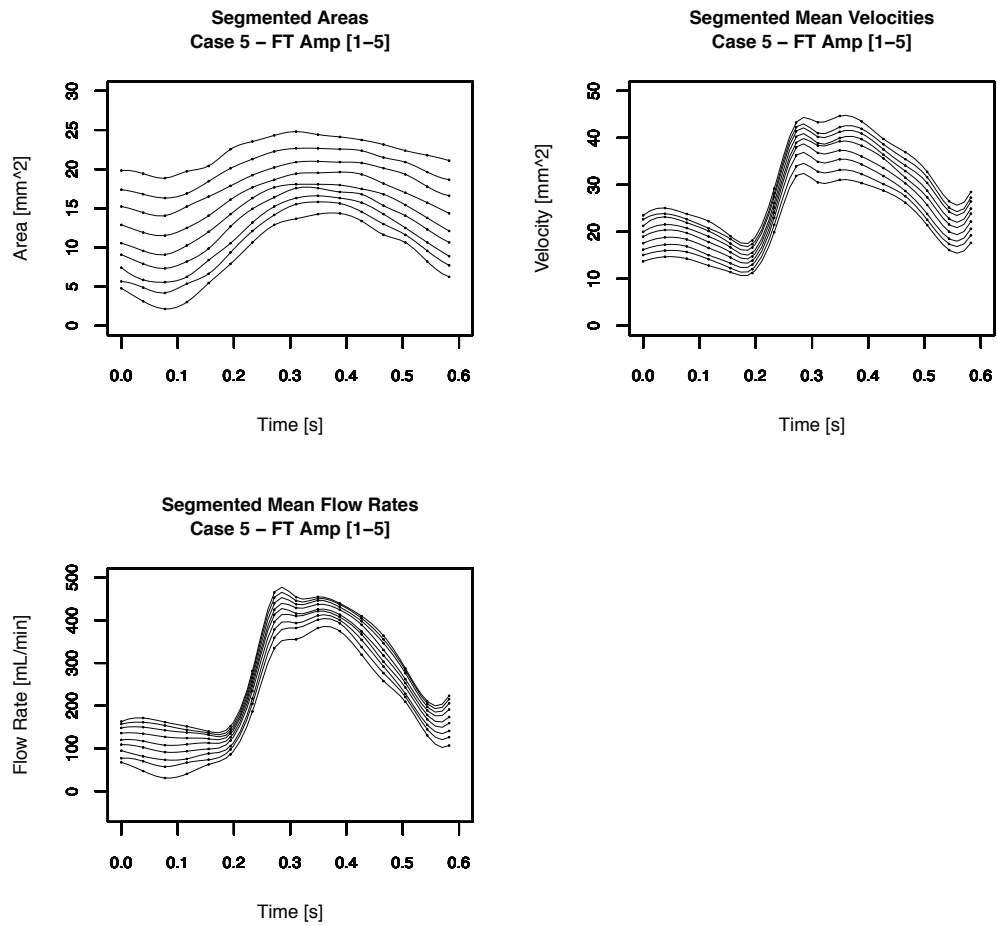 Segmented Areas
Case 5 – FT Amp [1–5]
30
25
20
15
10
5
0
Area [mm^2]
0.0 0.1 0.2 0.3 0.4 0.5 0.6
Time [s]
Segmented Mean Velocities
Case 5 – FT Amp [1–5]
50
40
30
20
10
0
Velocity [mm^2]
0.0 0.1 0.2 0.3 0.4 0.5 0.6
Time [s]
Segmented Mean Flow Rates
Case 5 – FT Amp [1–5]
500
400
300
200
100
0
Flow Rate [mL/min]
0.0 0.1 0.2 0.3 0.4 0.5 0.6
Time [s]